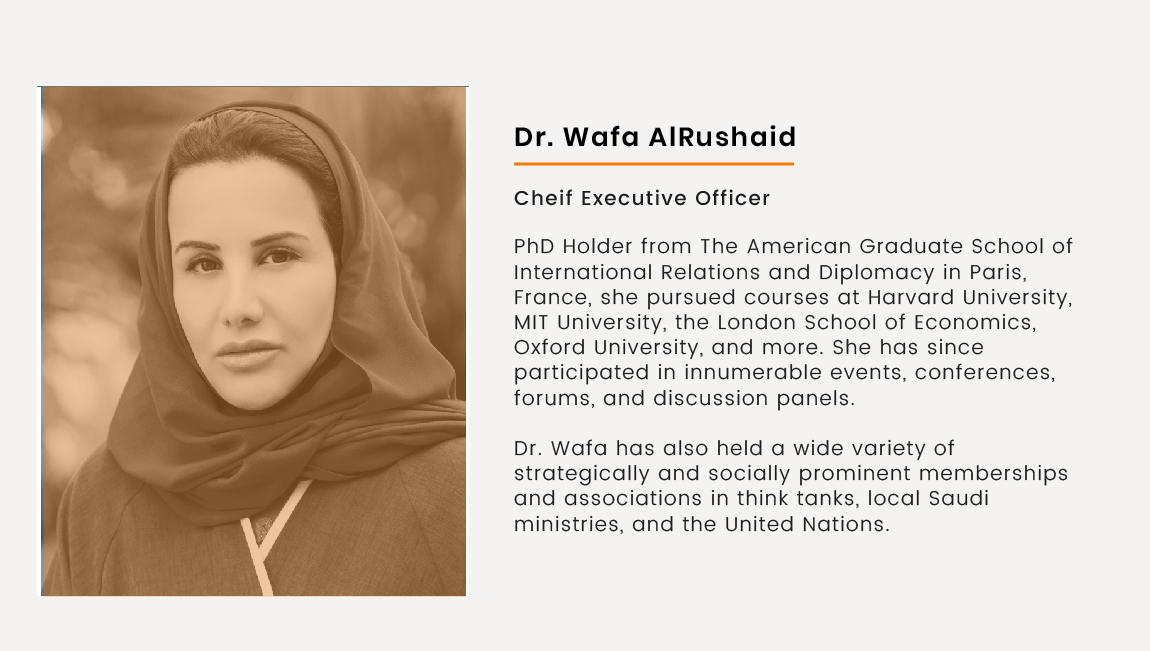 Dr. Wafa AlRushaid
Cheif Executive Officer
PhD Holder from The American Graduate School of
International Relations and Diplomacy in Paris,
France, she pursued courses at Harvard University,
MIT University, the London School of Economics,
Oxford University, and more. She has since
participated in innumerable events, conferences,
forums, and discussion panels.
Dr. Wafa has also held a wide variety of
strategically and socially prominent memberships
and associations in think tanks, local Saudi
ministries, and the United Nations.